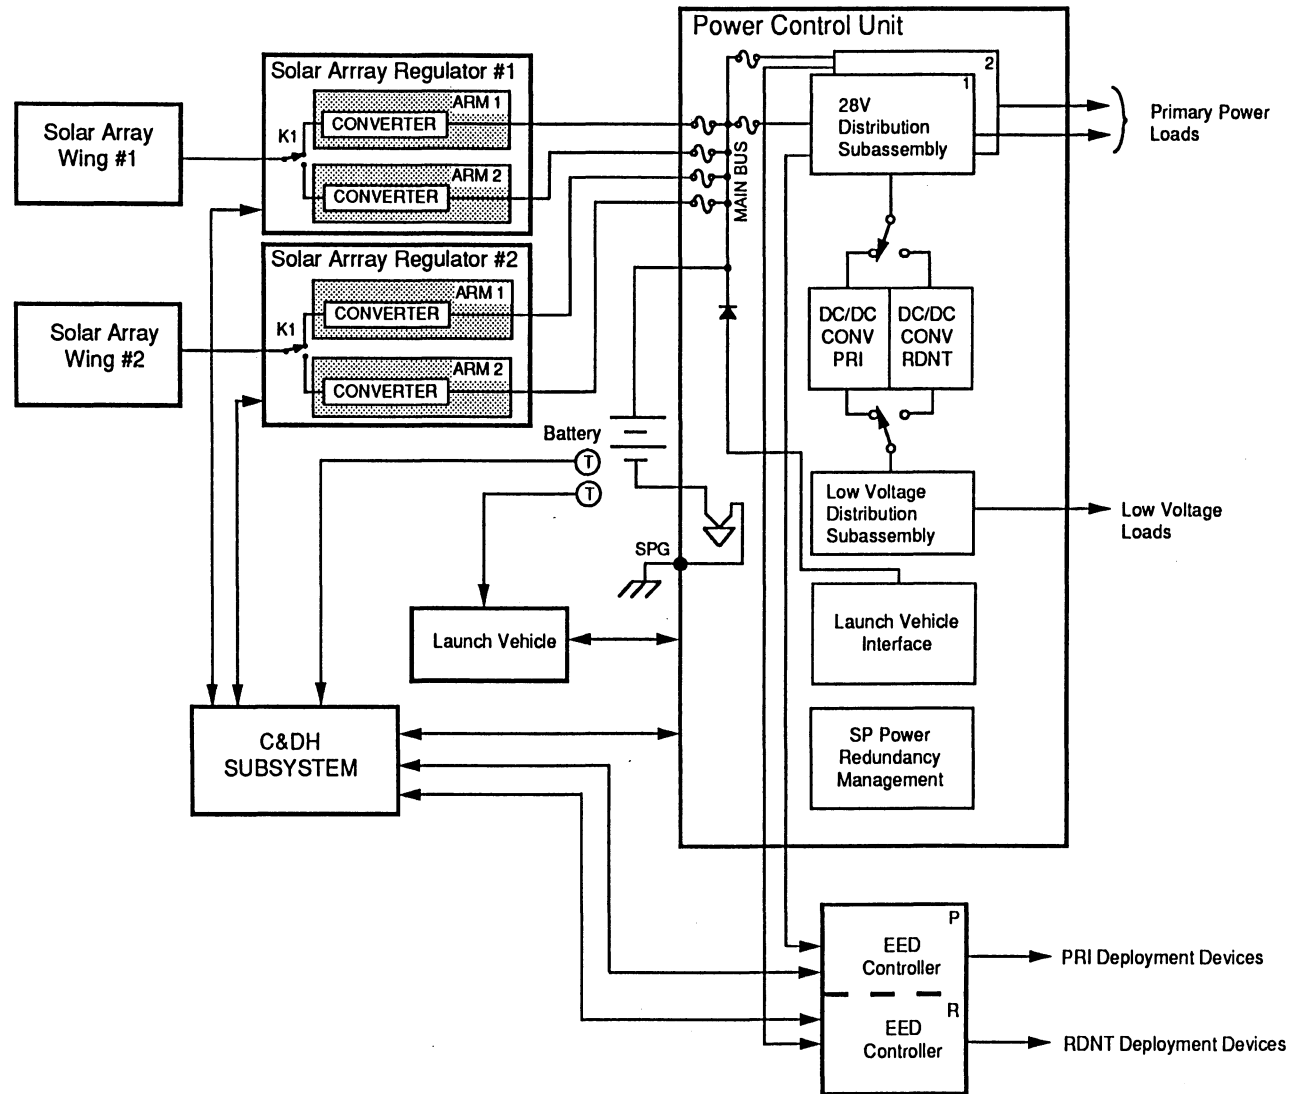 Power Control Unit
Solar Arrray Regulator #1
ARM 1
CONVERTER
K1
ARM 2
CONVERTER
Solar Array
Wing #1
Solar Arrray Regulator #2
ARM 1
CONVERTER
K1
ARM 2
CONVERTER
Solar Array
Wing #2
MAIN BUS
2
1
28V
Distribution
Subassembly
Primary Power
Loads
DC/DC
CONV
PRI
DC/DC
CONV
RDNT
Battery
T
T
SPG
Low Voltage
Distribution
Subassembly
Low Voltage
Loads
Launch Vehicle
Launch Vehicle
Interface
C&DH
SUBSYSTEM
SP Power
Redundancy
Management
P
EED
Controller
PRI Deployment Devices
R
EED
Controller
RDNT Deployment Devices